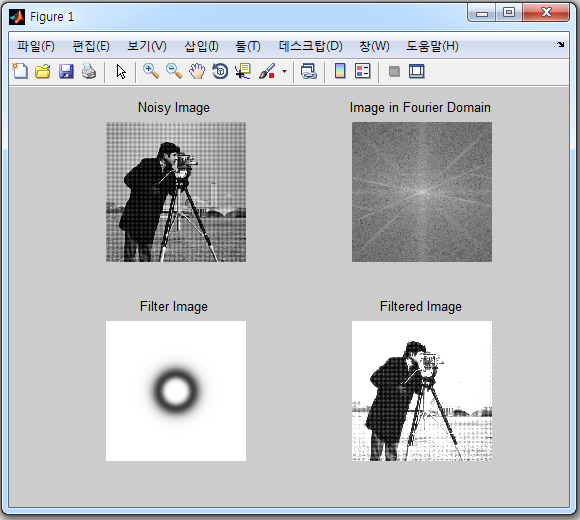 Figure 1
파일(F) 편집(E) 보기(V) 삽입(I) 툴(T) 데스크탑(D) 창(W) 도움말(H)
Noisy Image Image in Fourier Domain
Filter Image Filtered Image